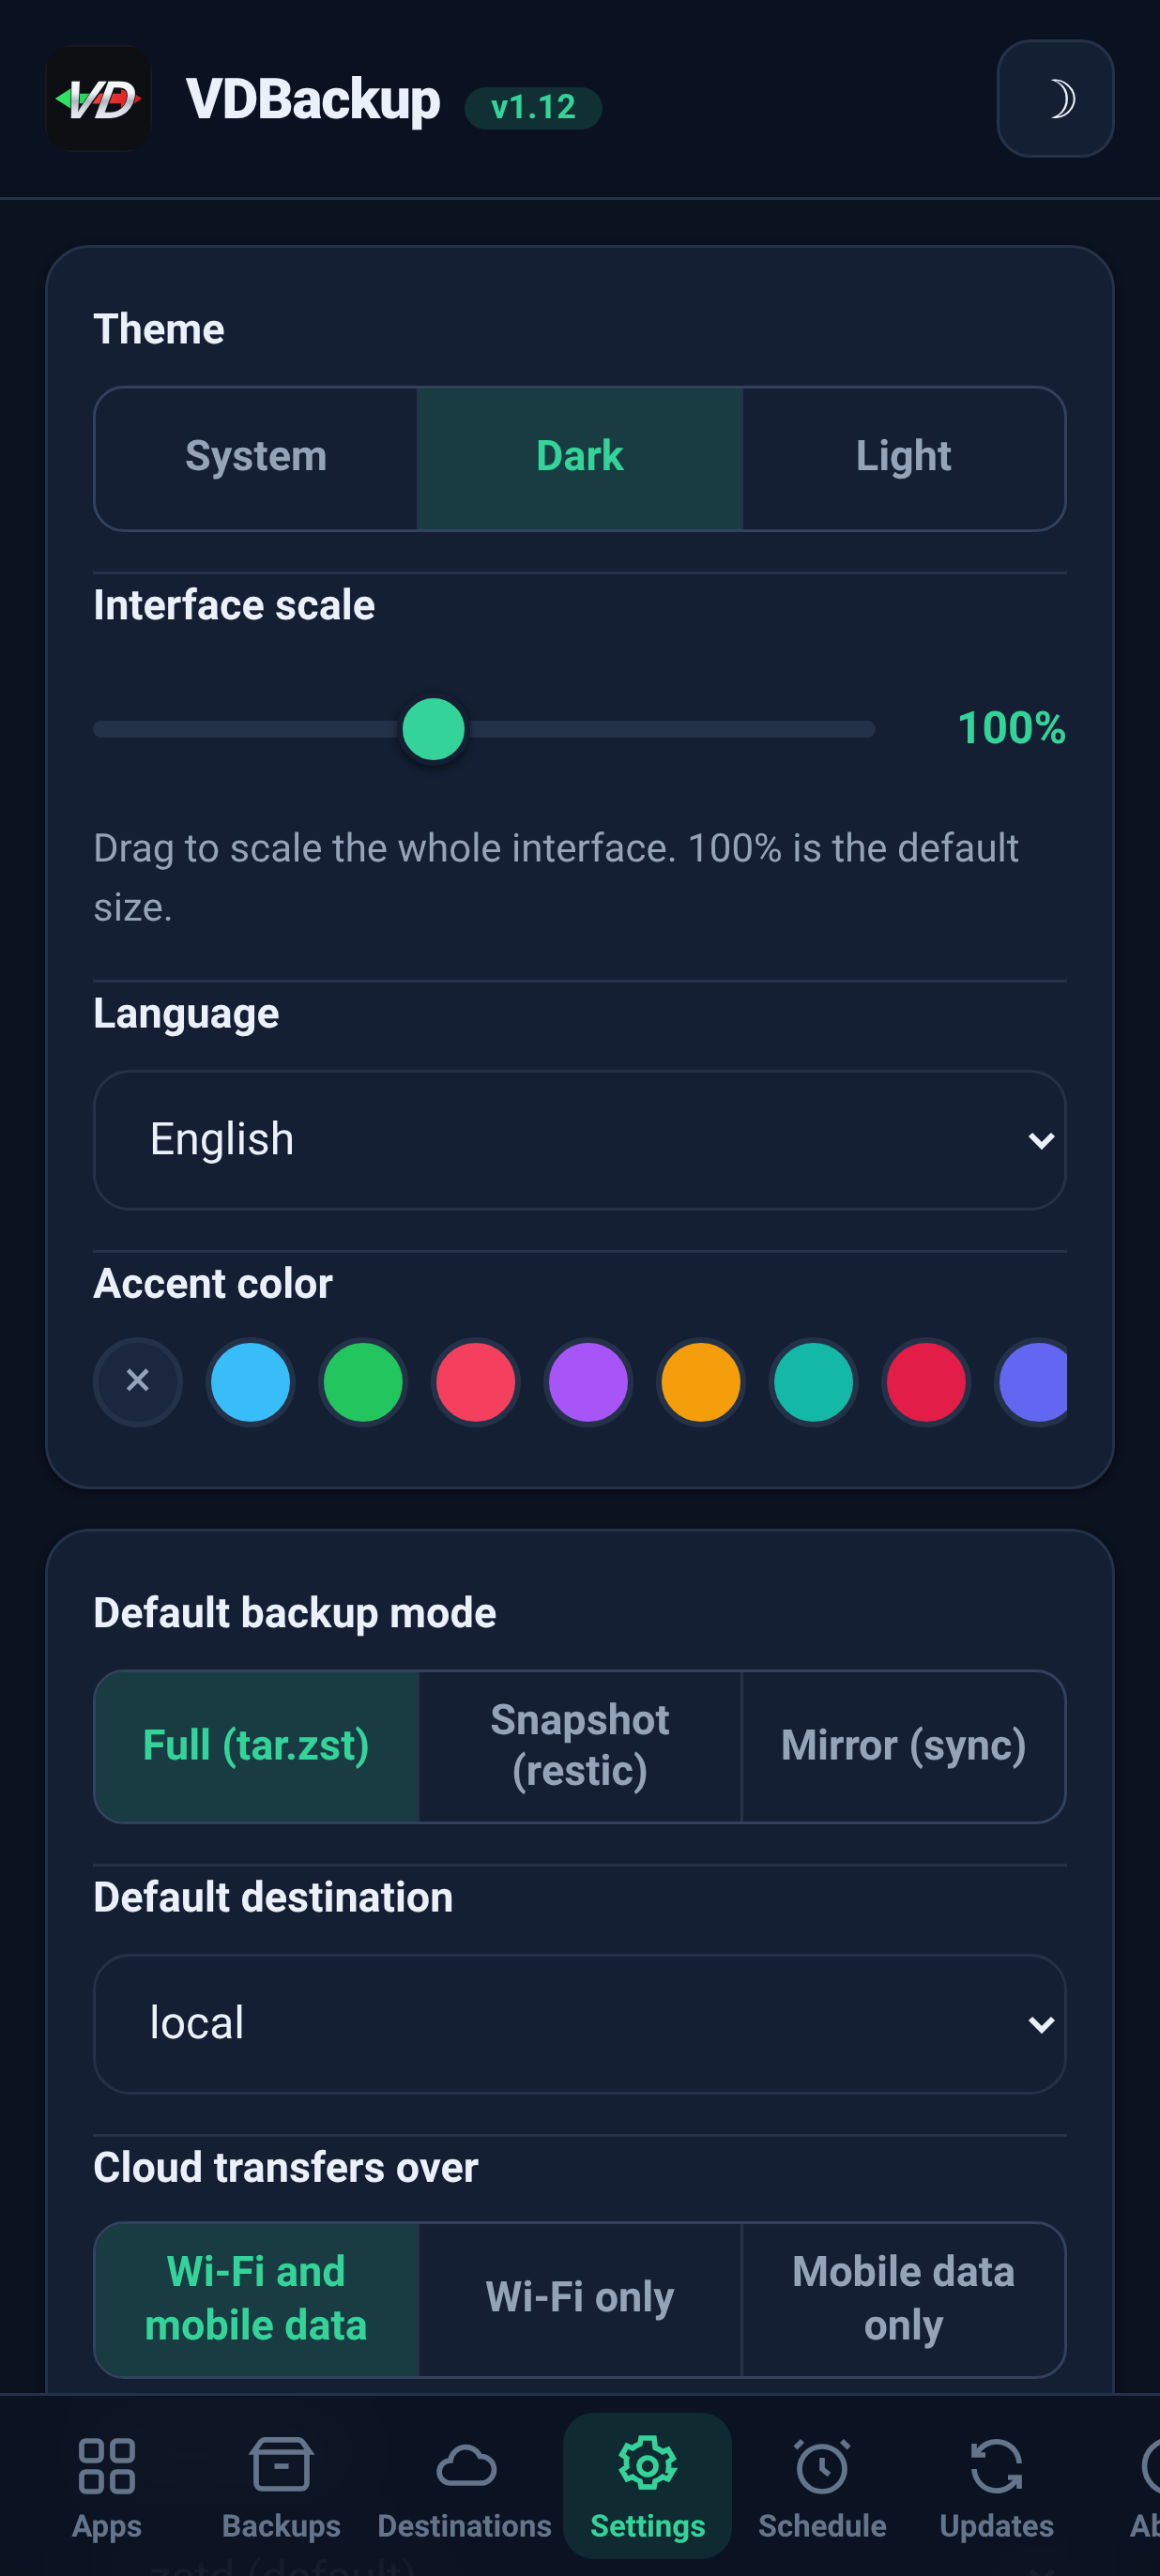 VD
VDBackup v1.12
Theme
System Dark Light
Interface scale
100%
Drag to scale the whole interface. 100% is the default
size.
Language
English
Accent color
Default backup mode
Full (tar.zst) Snapshot (restic) Mirror (sync)
Default destination
local
Cloud transfers over
Wi-Fi and mobile data Wi-Fi only Mobile data only
Apps Backups Destinations Settings Schedule Updates Ab
zstd (default)